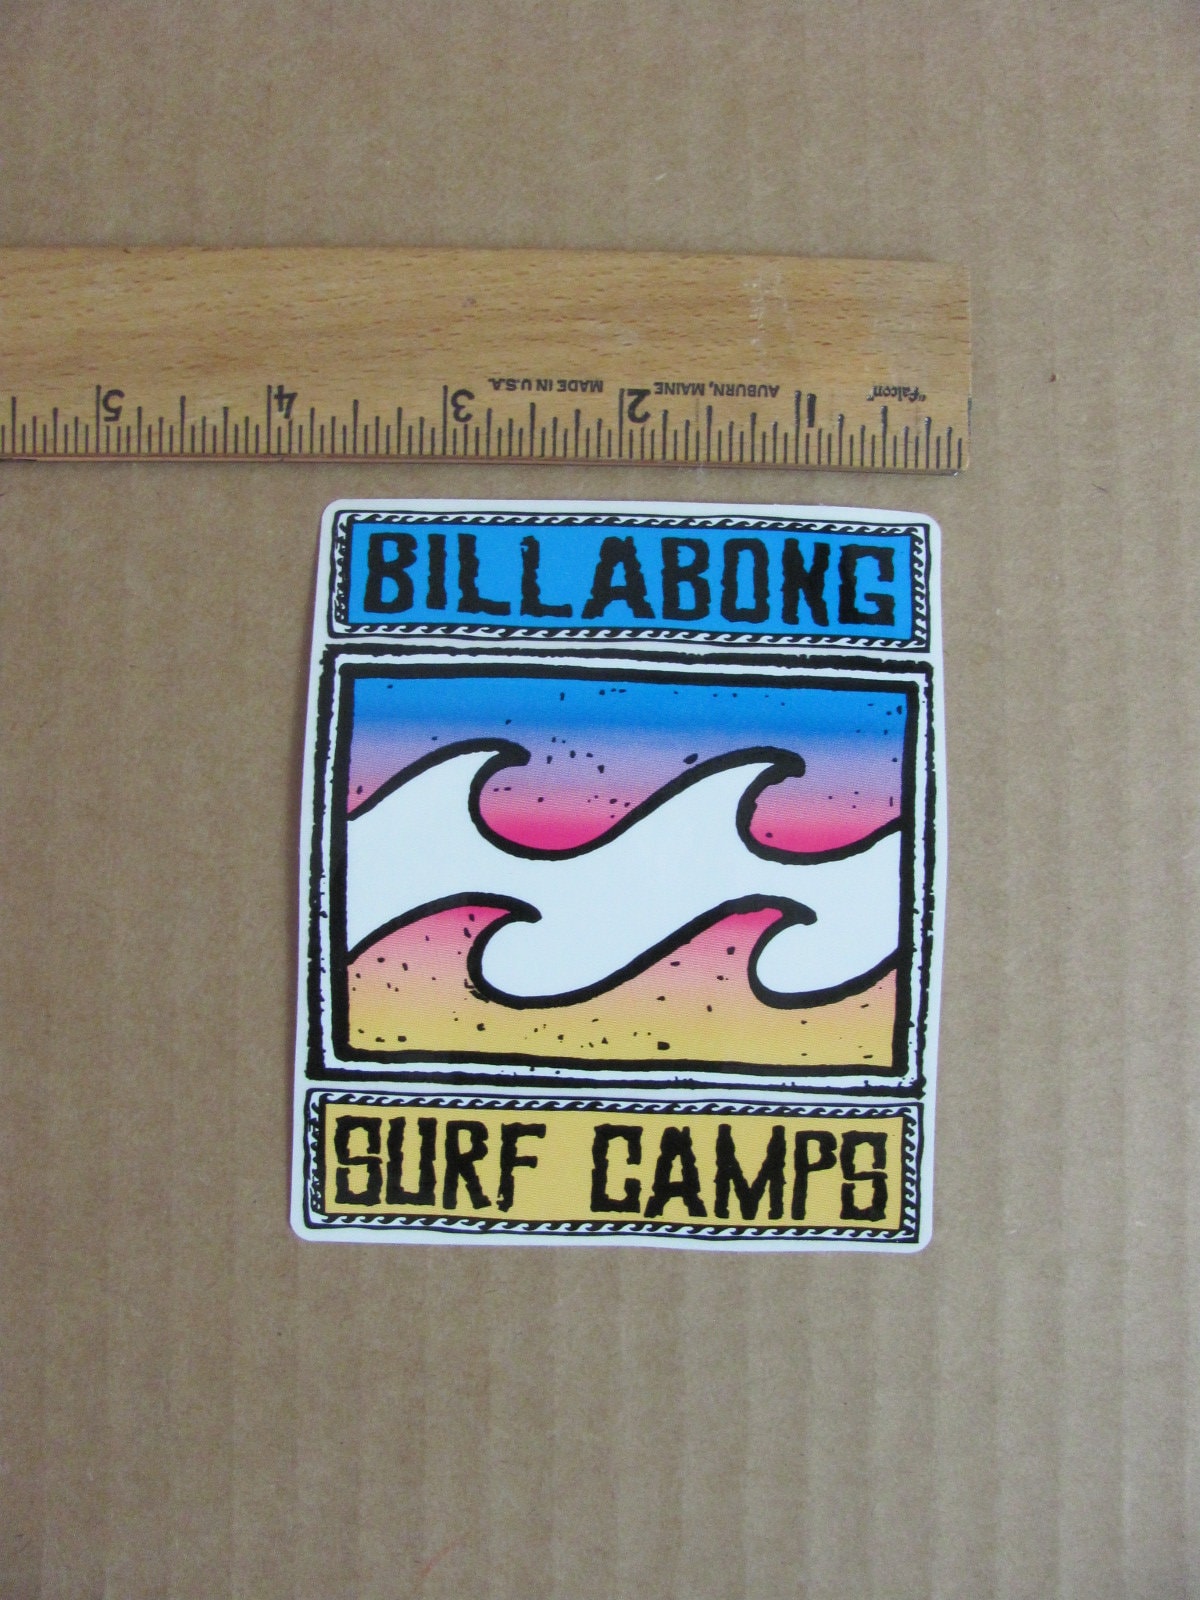 5 4 3 2 1
MADE IN U.S.A. AUBURN, MAINE "Falcon"
BILLABONG
SURF CAMPS